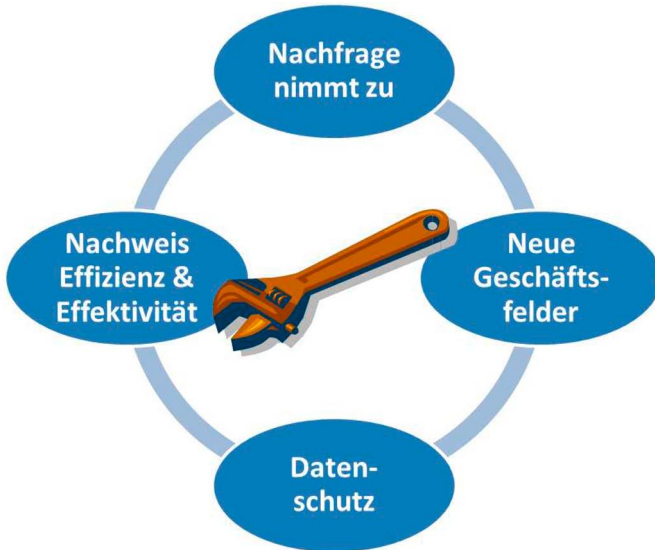 Nachfrage
nimmt zu
Nachweis
Effizienz &
Effektivität
Neue
Geschäfts-
felder
Daten-
schutz